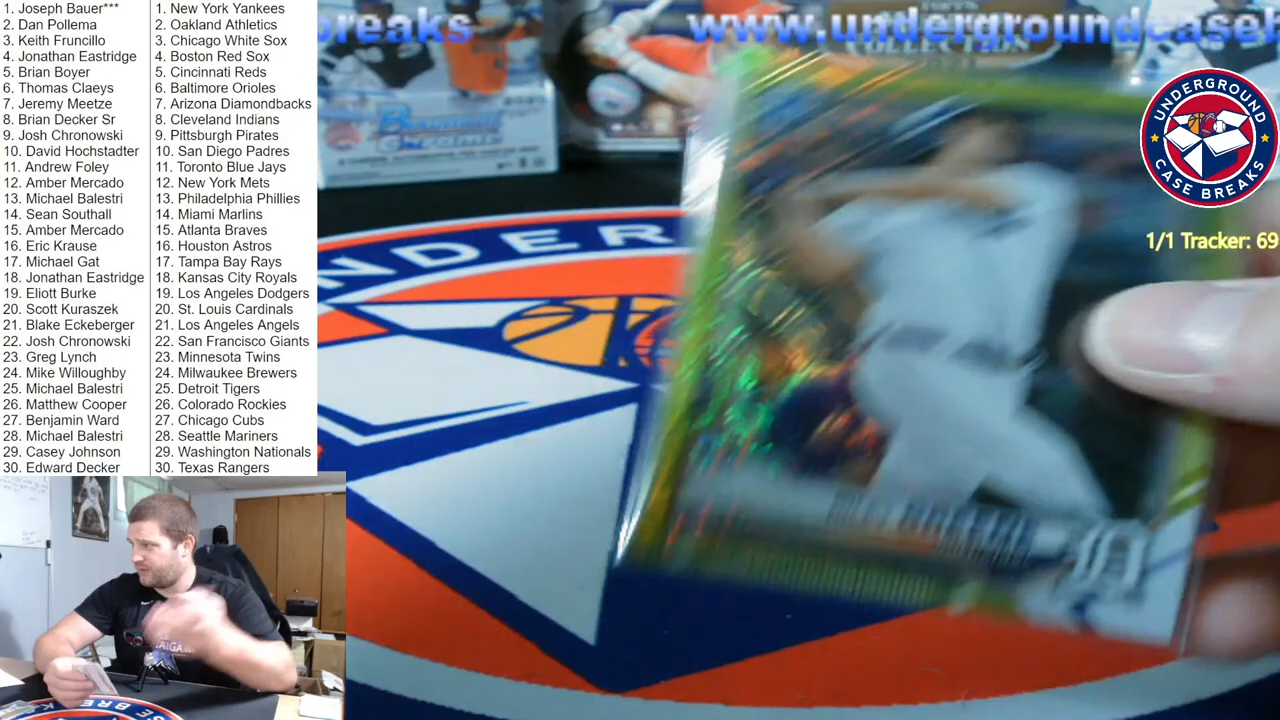 1. Joseph Bauer***
2. Dan Pollema
3. Keith Fruncillo
4. Jonathan Eastridge
5. Brian Boyer
6. Thomas Claeys
7. Jeremy Meetze
8. Brian Decker Sr
9. Josh Chronowski
10. David Hochstadter
11. Andrew Foley
12. Amber Mercado
13. Michael Balestri
14. Sean Southall
15. Amber Mercado
16. Eric Krause
17. Michael Gat
18. Jonathan Eastridge
19. Eliott Burke
20. Scott Kuraszek
21. Blake Eckeberger
22. Josh Chronowski
23. Greg Lynch
24. Mike Willoughby
25. Michael Balestri
26. Matthew Cooper
27. Benjamin Ward
28. Michael Balestri
29. Casey Johnson
30. Edward Decker
1. New York Yankees
2. Oakland Athletics
3. Chicago White Sox
4. Boston Red Sox
5. Cincinnati Reds
6. Baltimore Orioles
7. Arizona Diamondbacks
8. Cleveland Indians
9. Pittsburgh Pirates
10. San Diego Padres
11. Toronto Blue Jays
12. New York Mets
13. Philadelphia Phillies
14. Miami Marlins
15. Atlanta Braves
16. Houston Astros
17. Tampa Bay Rays
18. Kansas City Royals
19. Los Angeles Dodgers
20. St. Louis Cardinals
21. Los Angeles Angels
22. San Francisco Giants
23. Minnesota Twins
24. Milwaukee Brewers
25. Detroit Tigers
26. Colorado Rockies
27. Chicago Cubs
28. Seattle Mariners
29. Washington Nationals
30. Texas Rangers
breaks
www.undergroundcaseb
COLLECTION
Bowman
Chrome
UNDERGROUND
CASE BREAKS
1/1 Tracker: 69
NDER